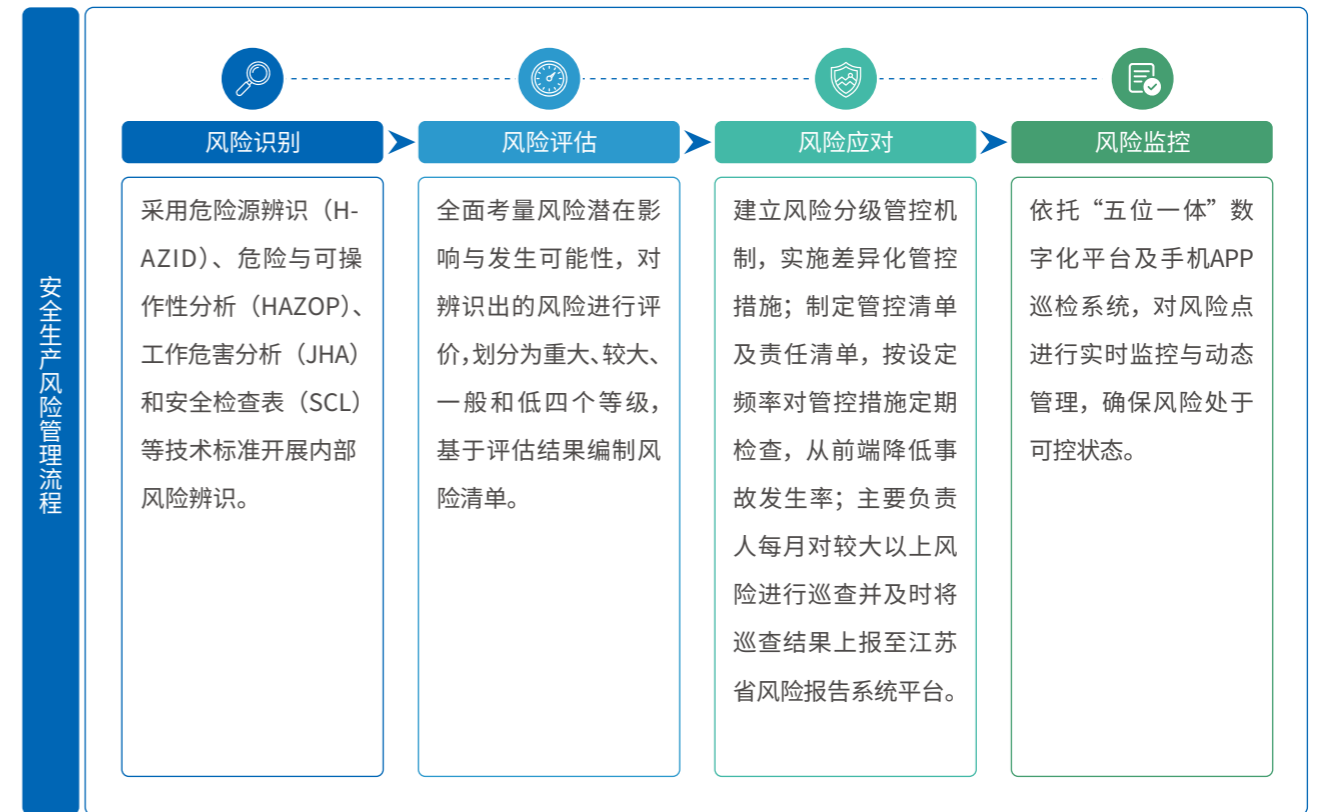 安全生产风险管理流程
风险识别
采用危险源辨识（H-
AZID）、危险与可操
作性分析（HAZOP）、
工作危害分析（JHA）
和安全检查表（SCL）
等技术标准开展内部
风险辨识。
风险评估
全面考量风险潜在影
响与发生可能性，对
辨识出的风险进行评
价，划分为重大、较大、
一般和低四个等级，
基于评估结果编制风
险清单。
风险应对
建立风险分级管控机
制，实施差异化管控
措施；制定管控清单
及责任清单，按设定
频率对管控措施定期
检查，从前端降低事
故发生率；主要负责
人每月对较大以上风
险进行巡查并及时将
巡查结果上报至江苏
省风险报告系统平台。
风险监控
依托“五位一体”数
字化平台及手机APP
巡检系统，对风险点
进行实时监控与动态
管理，确保风险处于
可控状态。